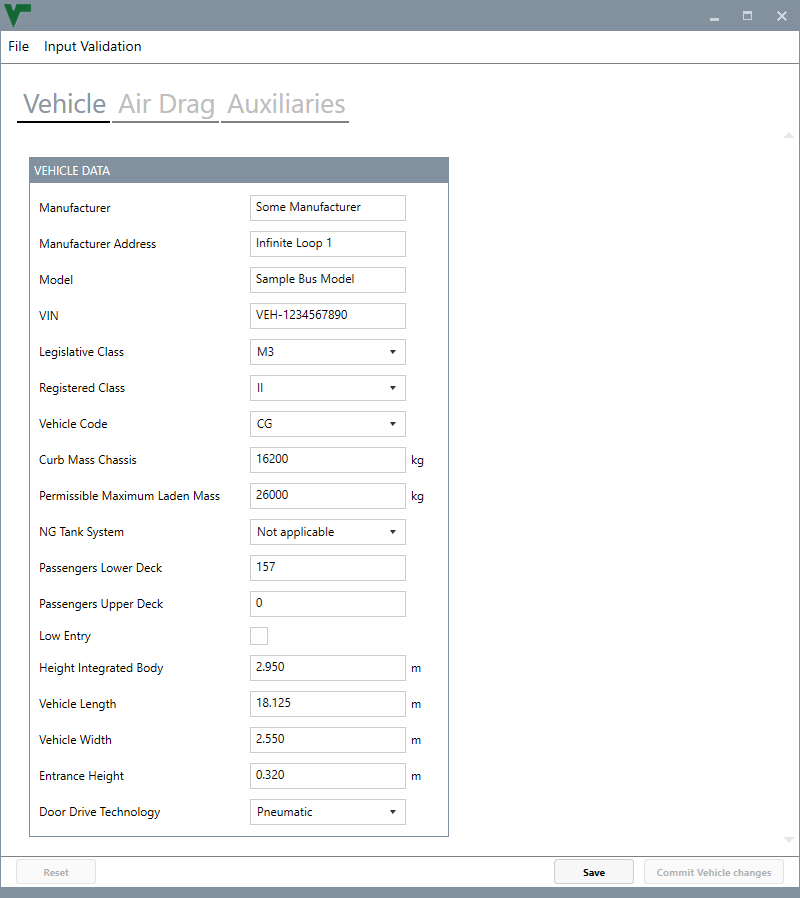 File Input Validation
Vehicle Air Drag Auxiliaries
VEHICLE DATA
Manufacturer Some Manufacturer
Manufacturer Address Infinite Loop 1
Model Sample Bus Model
VIN VEH-1234567890
Legislative Class M3
Registered Class II
Vehicle Code CG
Curb Mass Chassis 16200 kg
Permissible Maximum Laden Mass 26000 kg
NG Tank System Not applicable
Passengers Lower Deck 157
Passengers Upper Deck 0
Low Entry
Height Integrated Body 2.950 m
Vehicle Length 18.125 m
Vehicle Width 2.550 m
Entrance Height 0.320 m
Door Drive Technology Pneumatic
Reset Save Commit Vehicle changes